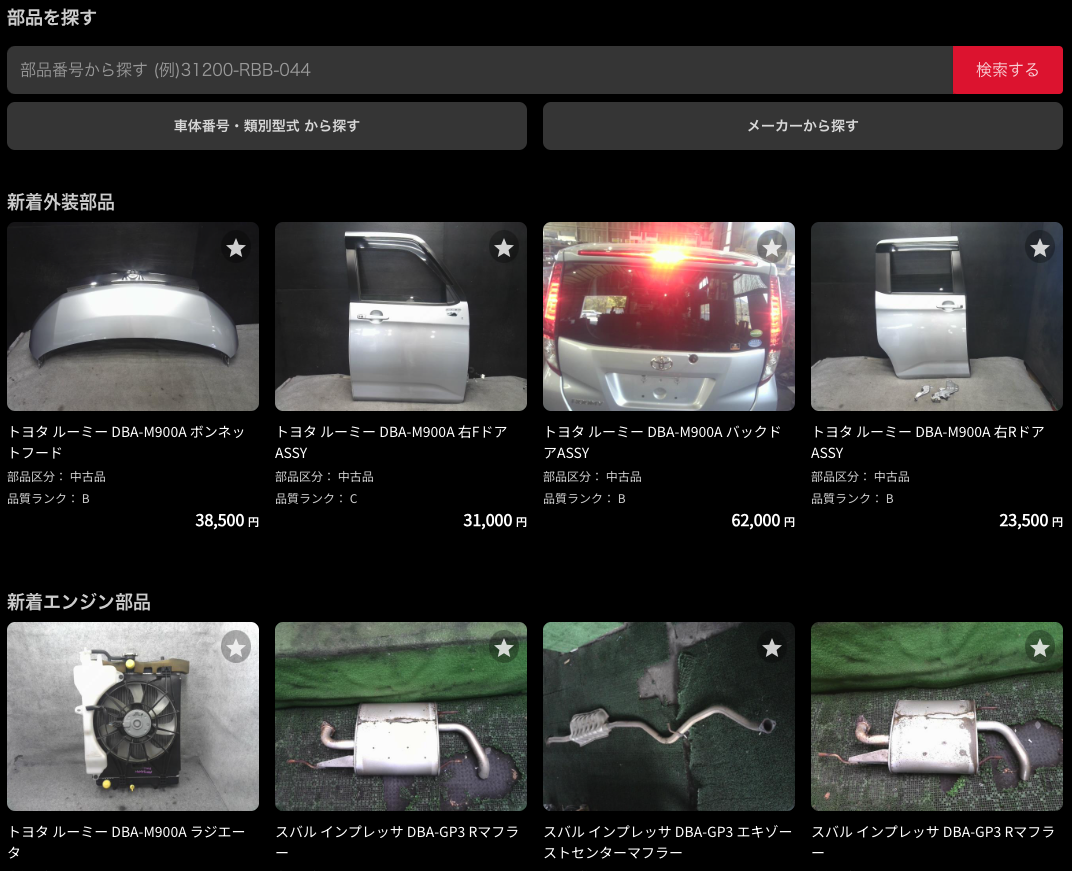 部品を探す
部品番号から探す (例)31200-RBB-044
検索する
車体番号・類別型式 から探す
メーカーから探す
新着外装部品
トヨタ ルーミー DBA-M900A ボンネッ
トフード
部品区分： 中古品
品質ランク： B
38,500 円
トヨタ ルーミー DBA-M900A 右Fドア
ASSY
部品区分： 中古品
品質ランク： C
31,000 円
トヨタ ルーミー DBA-M900A バックド
アASSY
部品区分： 中古品
品質ランク： B
62,000 円
トヨタ ルーミー DBA-M900A 右Rドア
ASSY
部品区分： 中古品
品質ランク： B
23,500 円
新着エンジン部品
トヨタ ルーミー DBA-M900A ラジエー
タ
スバル インプレッサ DBA-GP3 Rマフラ
ー
スバル インプレッサ DBA-GP3 エキゾー
ストセンターマフラー
スバル インプレッサ DBA-GP3 Rマフラ
ー